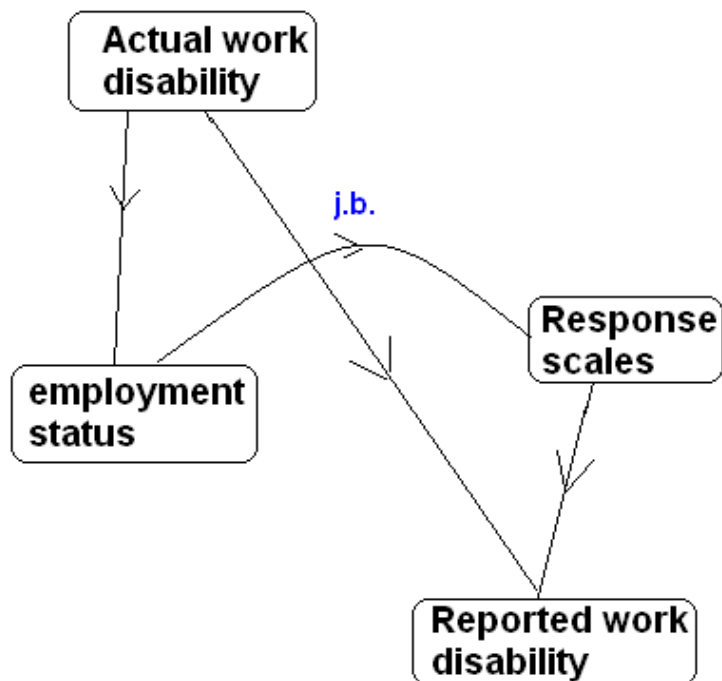 Actual work
disability
j.b.
Response
scales
employment
status
Reported work
disability